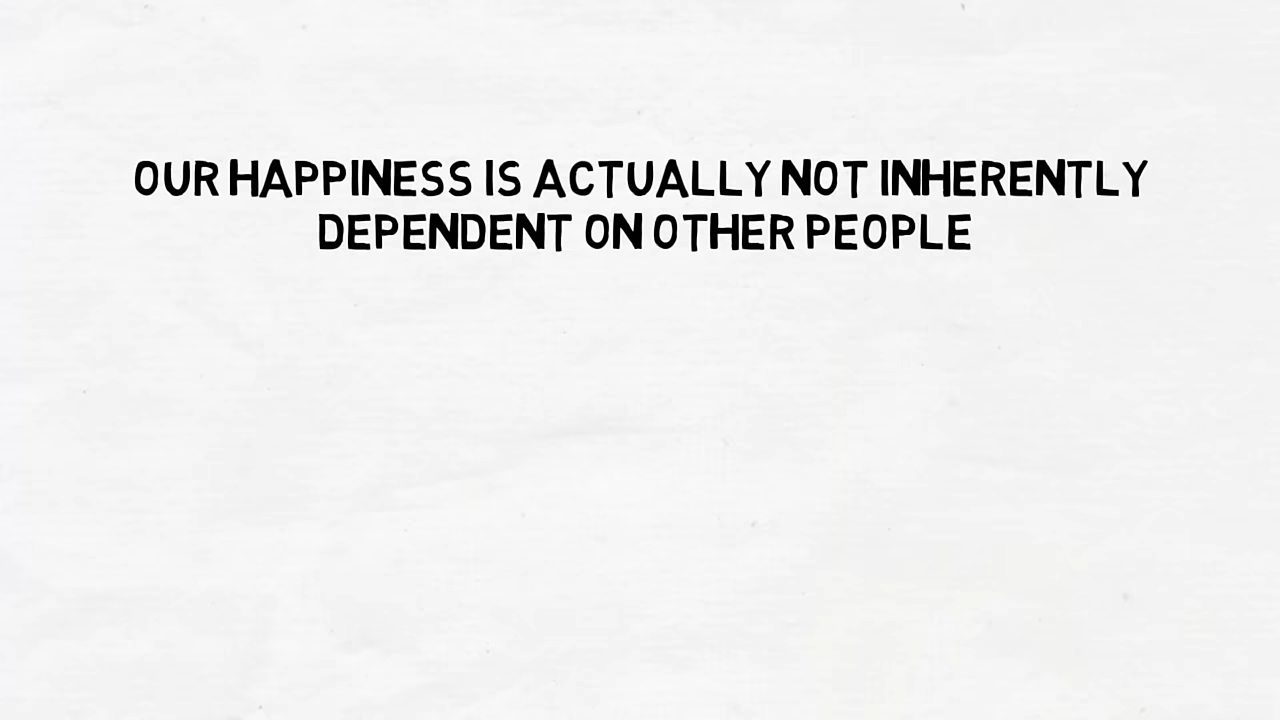 OUR HAPPINESS IS ACTUALLY NOT INHERENTLY
DEPENDENT ON OTHER PEOPLE